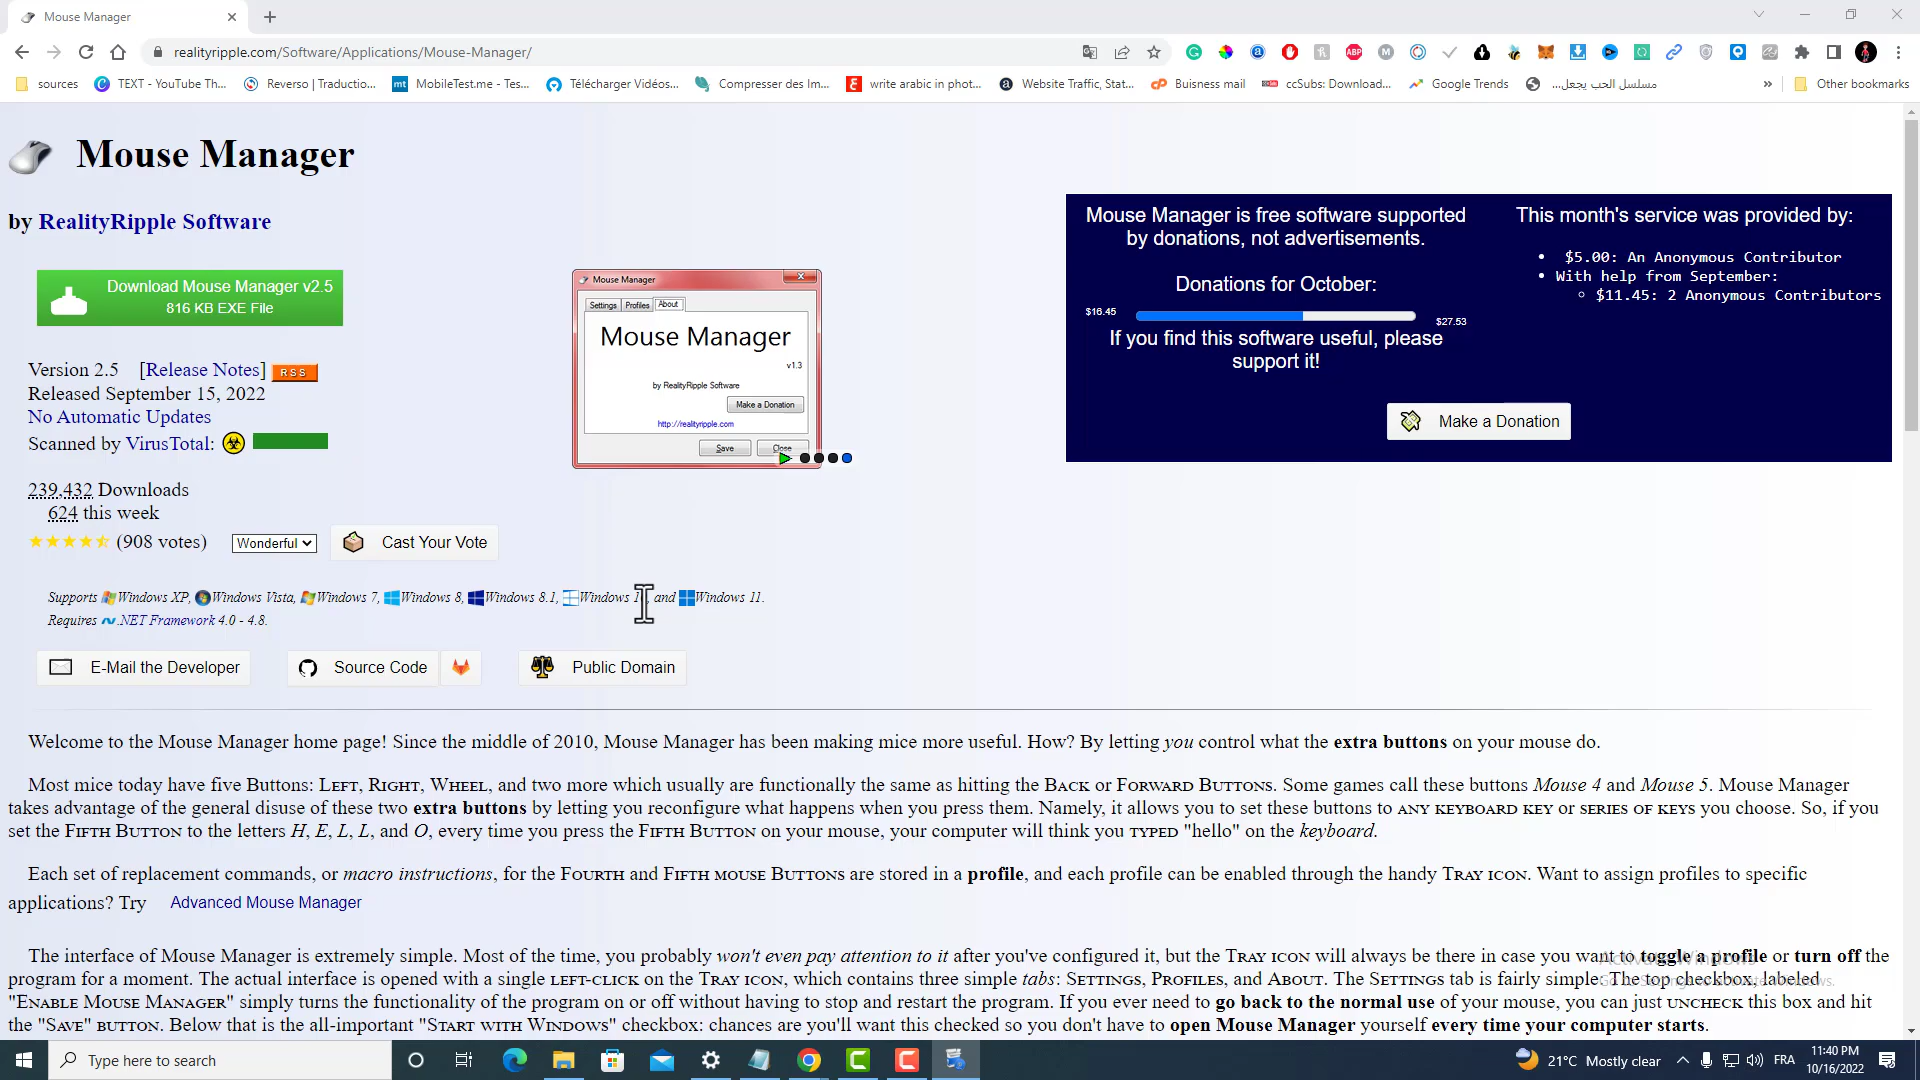 Mouse Manager
realityripple.com/Software/Applications/Mouse-Manager/
sources
TEXT - YouTube Th...
Reverso | Traductio...
MobileTest.me - Tes...
Télécharger Vidéos...
Compresser des Im...
write arabic in phot...
Website Traffic, Stat...
Buisness mail
ccSubs: Download...
Google Trends
مسلسل الحب يجعل...
Other bookmarks
Mouse Manager
by RealityRipple Software
Download Mouse Manager v2.5
816 KB EXE File
Version 2.5 [Release Notes] RSS
Released September 15, 2022
No Automatic Updates
Scanned by VirusTotal:
239,432 Downloads
624 this week
(908 votes) Wonderful Cast Your Vote
Mouse Manager
Settings Profiles About
Mouse Manager
v1.3
by RealityRipple Software
Make a Donation
http://realityripple.com
Save Close
Mouse Manager is free software supported
by donations, not advertisements.
Donations for October:
$16.45
$27.53
If you find this software useful, please
support it!
This month's service was provided by:
$5.00: An Anonymous Contributor
With help from September:
$11.45: 2 Anonymous Contributors
Make a Donation
Supports Windows XP, Windows Vista, Windows 7, Windows 8, Windows 8.1, Windows 10, and Windows 11.
Requires .NET Framework 4.0 - 4.8.
E-Mail the Developer Source Code Public Domain
Welcome to the Mouse Manager home page! Since the middle of 2010, Mouse Manager has been making mice more useful. How? By letting you control what the extra buttons on your mouse do.
Most mice today have five Buttons: LEFT, RIGHT, WHEEL, and two more which usually are functionally the same as hitting the BACK or FORWARD BUTTONS. Some games call these buttons Mouse 4 and Mouse 5. Mouse Manager
takes advantage of the general disuse of these two extra buttons by letting you reconfigure what happens when you press them. Namely, it allows you to set these buttons to ANY KEYBOARD KEY or SERIES OF KEYS you choose. So, if you
set the FIFTH BUTTON to the letters H, E, L, L, and O, every time you press the FIFTH BUTTON on your mouse, your computer will think you TYPED "hello" on the keyboard.
Each set of replacement commands, or macro instructions, for the FOURTH and FIFTH MOUSE BUTTONS are stored in a profile, and each profile can be enabled through the handy TRAY ICON. Want to assign profiles to specific
applications? Try Advanced Mouse Manager
The interface of Mouse Manager is extremely simple. Most of the time, you probably won't even pay attention to it after you've configured it, but the TRAY ICON will always be there in case you want to toggle a profile or turn off the
program for a moment. The actual interface is opened with a single LEFT-CLICK on the TRAY ICON, which contains three simple tabs: SETTINGS, PROFILES, and ABOUT. The SETTINGS tab is fairly simple. The top checkbox, labeled
"ENABLE MOUSE MANAGER" simply turns the functionality of the program on or off without having to stop and restart the program. If you ever need to go back to the normal use of your mouse, you can just UNCHECK this box and hit
the "SAVE" BUTTON. Below that is the all-important "START WITH WINDOWS" checkbox: chances are you'll want this checked so you don't have to open Mouse Manager yourself every time your computer starts.
Activate Windows
Go to Settings to activate Windows.
Type here to search
21°C Mostly clear
FRA
11:40 PM
10/16/2022